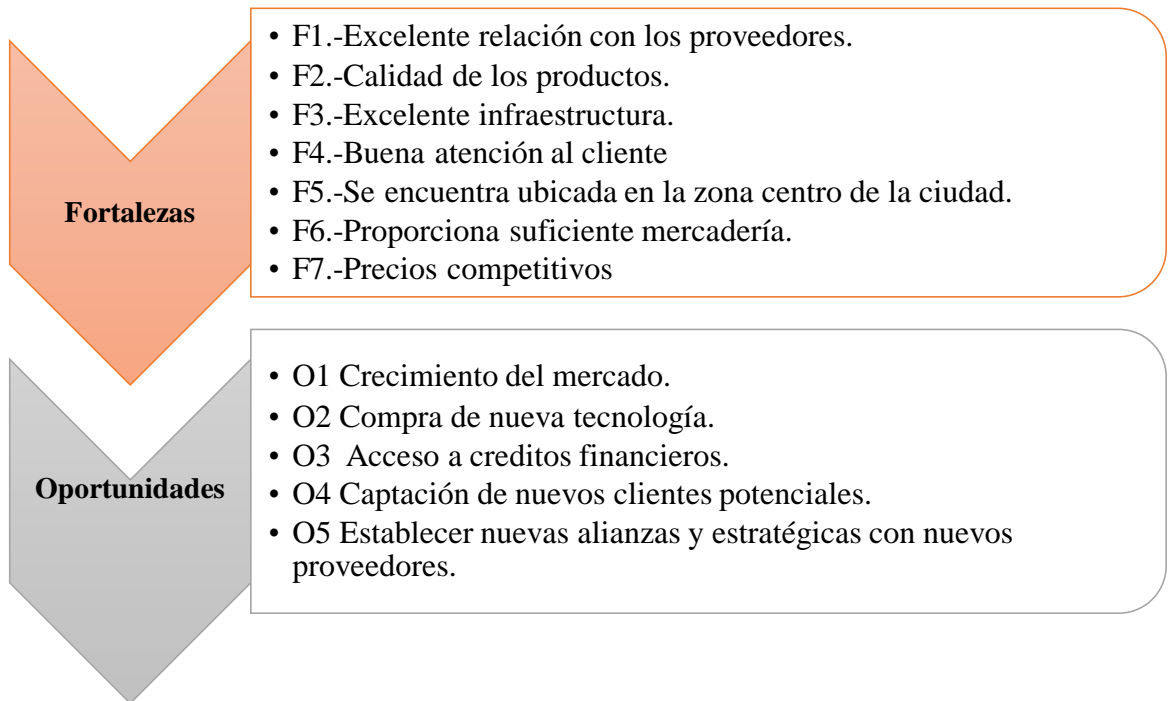 Fortalezas
• F1.-Excelente relación con los proveedores.
• F2.-Calidad de los productos.
• F3.-Excelente infraestructura.
• F4.-Buena atención al cliente
• F5.-Se encuentra ubicada en la zona centro de la ciudad.
• F6.-Proporciona suficiente mercadería.
• F7.-Precios competitivos
Oportunidades
• O1 Crecimiento del mercado.
• O2 Compra de nueva tecnología.
• O3  Acceso a creditos financieros.
• O4 Captación de nuevos clientes potenciales.
• O5 Establecer nuevas alianzas y estratégicas con nuevos
proveedores.